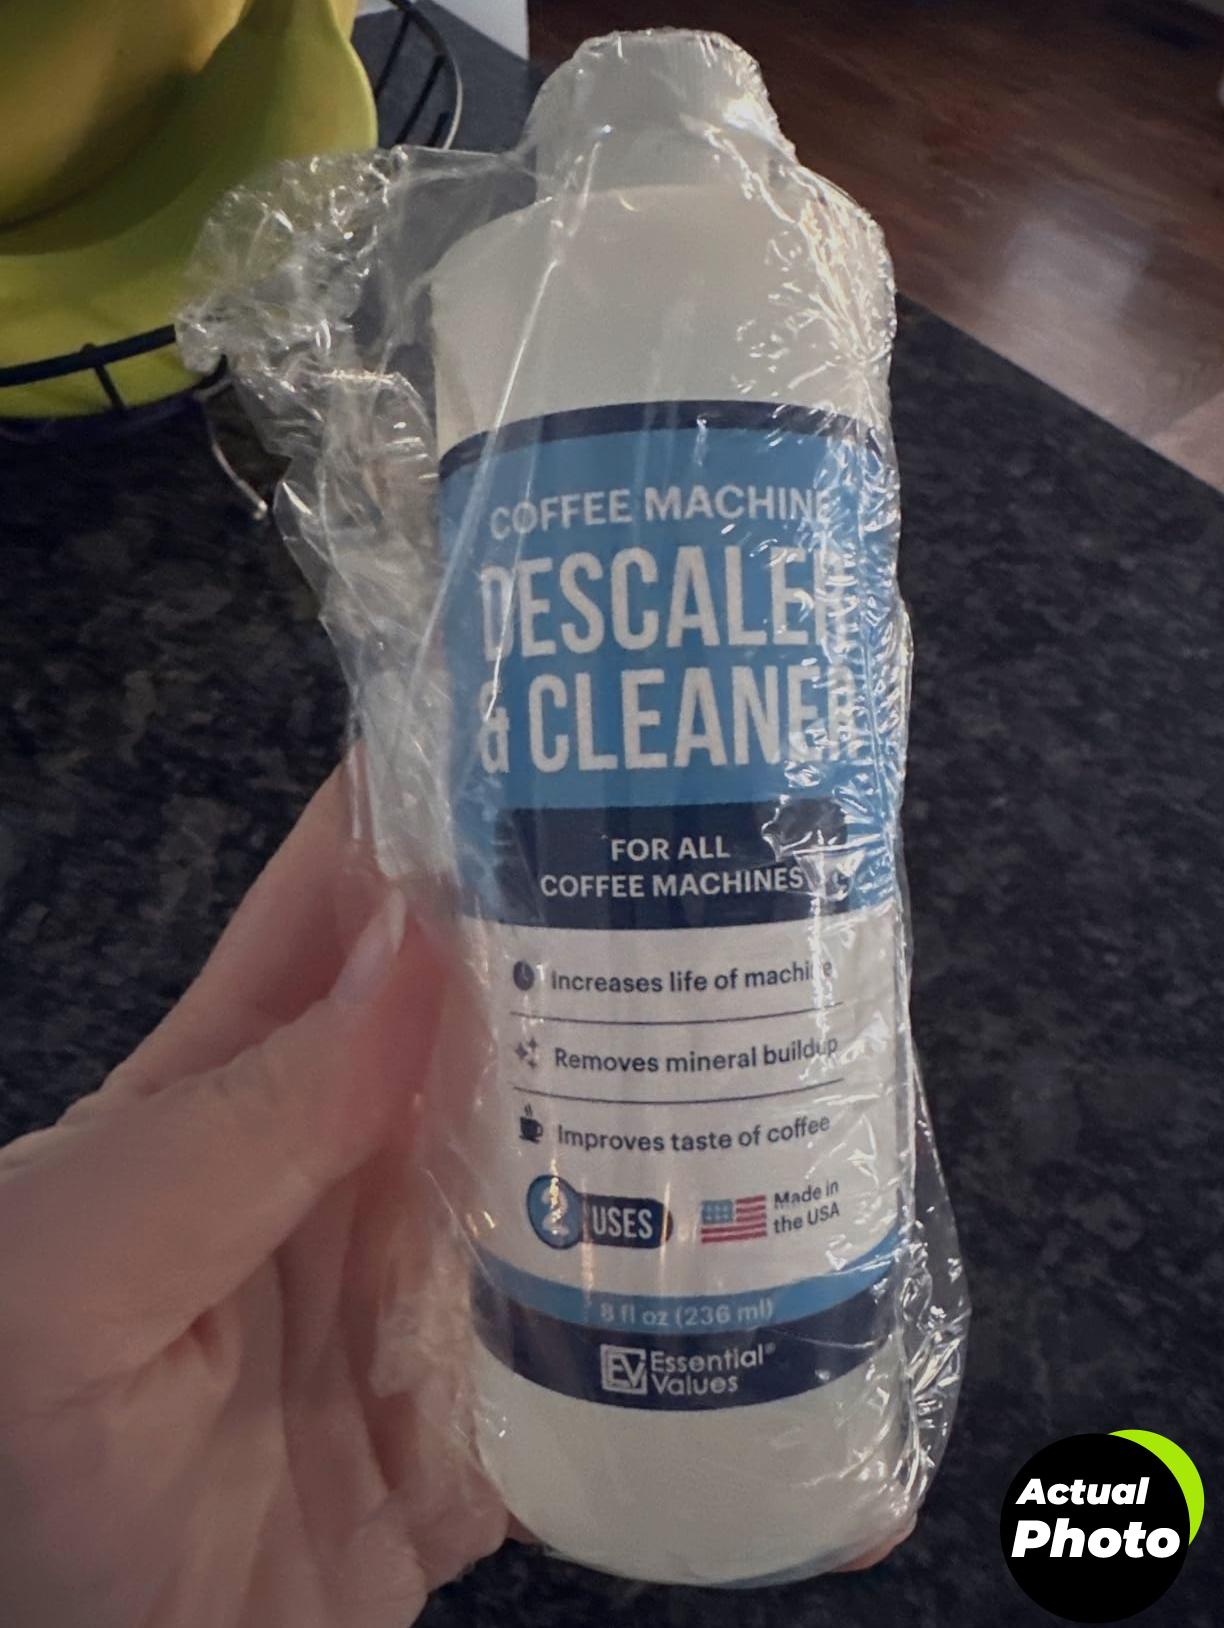 COFFEE MACHINE
DESCALER
& CLEANER
FOR ALL
COFFEE MACHINES
Increases life of machine
Removes mineral buildup
Improves taste of coffee
2 USES
Made in
the USA
8 fl oz (236 ml)
EV Essential®
Values
Actual
Photo